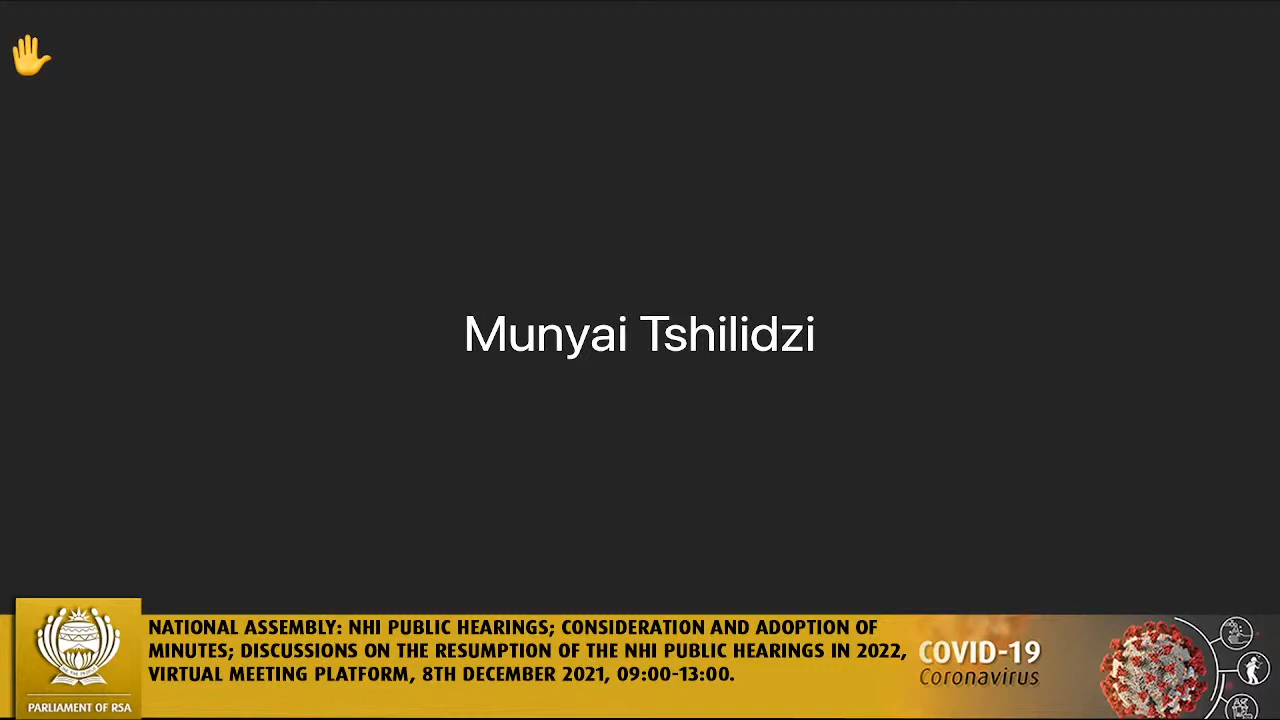 Munyai Tshilidzi
NATIONAL ASSEMBLY: NHI PUBLIC HEARINGS; CONSIDERATION AND ADOPTION OF
MINUTES; DISCUSSIONS ON THE RESUMPTION OF THE NHI PUBLIC HEARINGS IN 2022,
VIRTUAL MEETING PLATFORM, 8TH DECEMBER 2021, 09:00-13:00.
PARLIAMENT OF RSA
COVID-19
Coronavirus